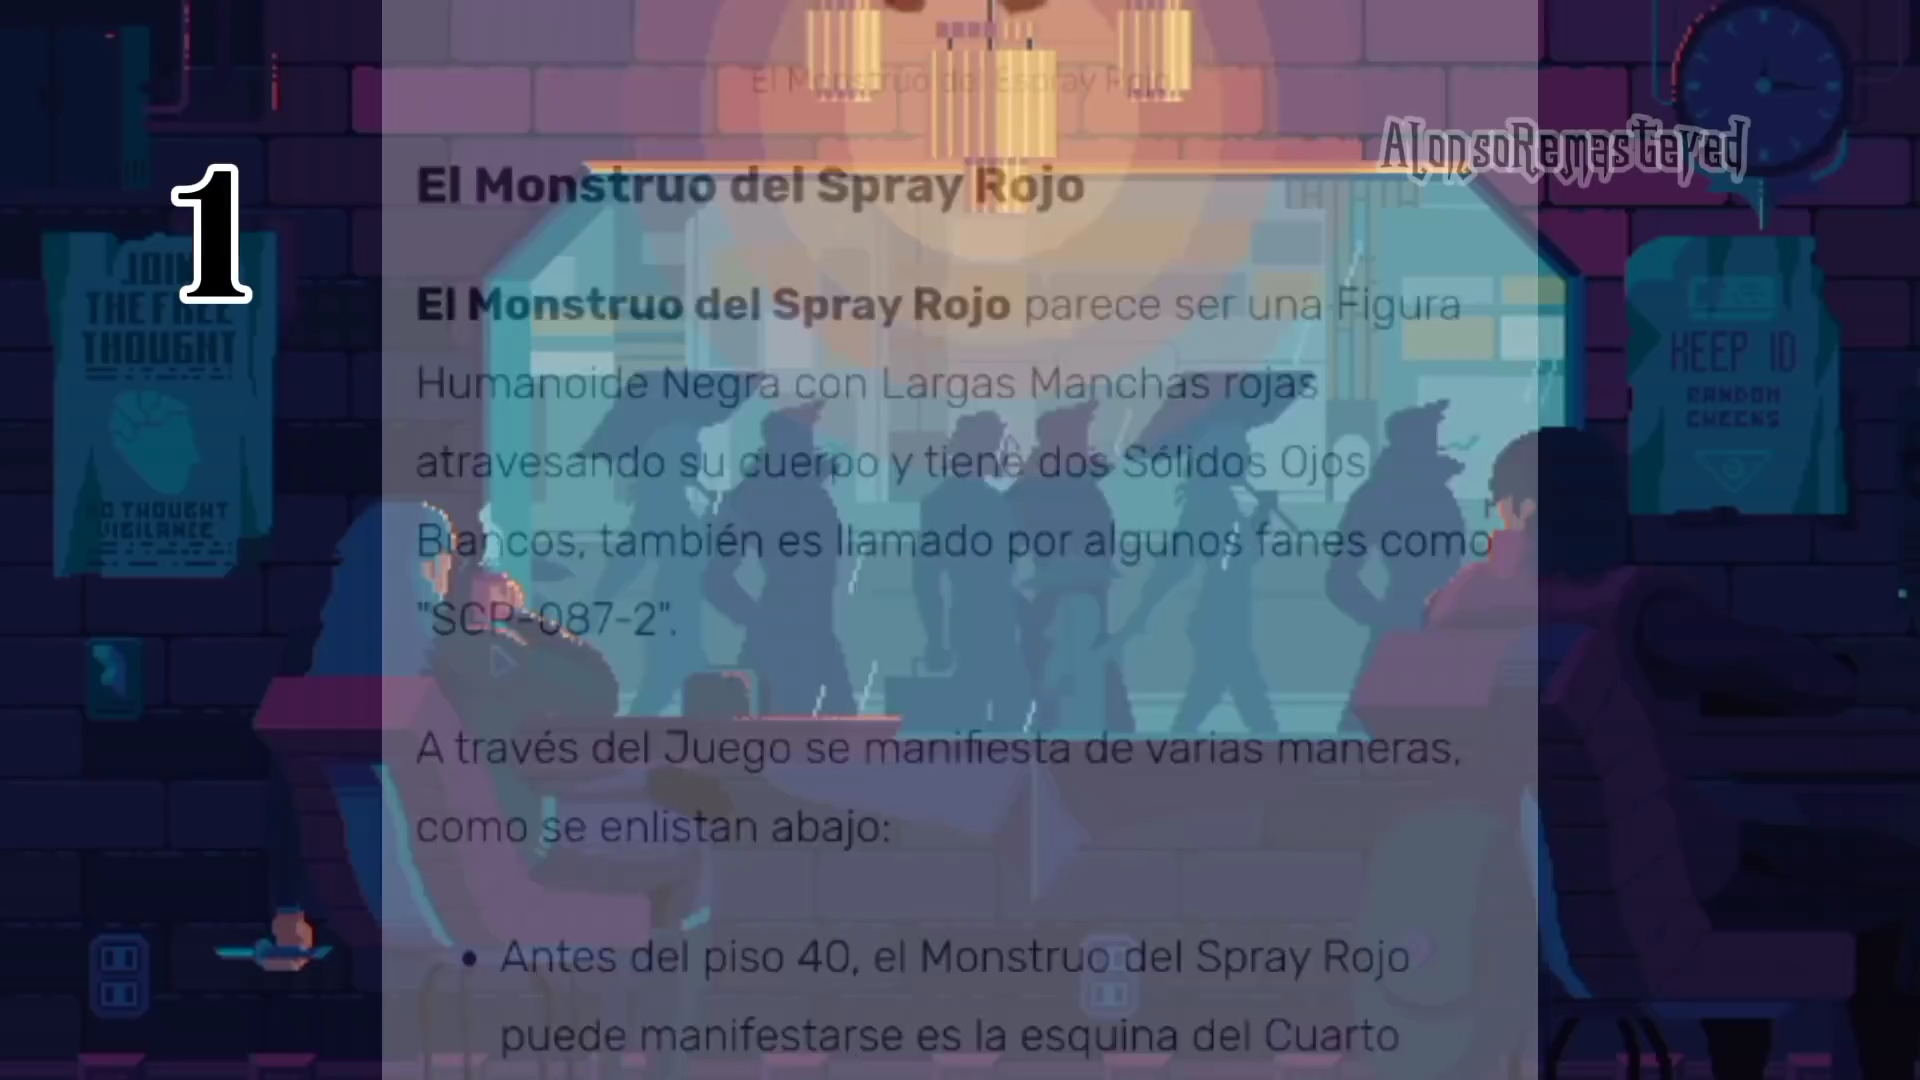 El Monstruo del Espray Rojo
AlonsoRemastered
1
El Monstruo del Spray Rojo
JOIN
THE FREE
THOUGHT
El Monstruo del Spray Rojo parece ser una Figura
Humanoide Negra con Largas Manchas rojas
KEEP ID
RANDOM
CHECKS
atravesando su cuerpo y tiene dos Sólidos Ojos
NO THOUGHT
VIGILANCE
Blancos, también es llamado por algunos fanes como
"SCP-087-2".
A través del Juego se manifiesta de varias maneras,
como se enlistan abajo:
• Antes del piso 40, el Monstruo del Spray Rojo
puede manifestarse es la esquina del Cuarto